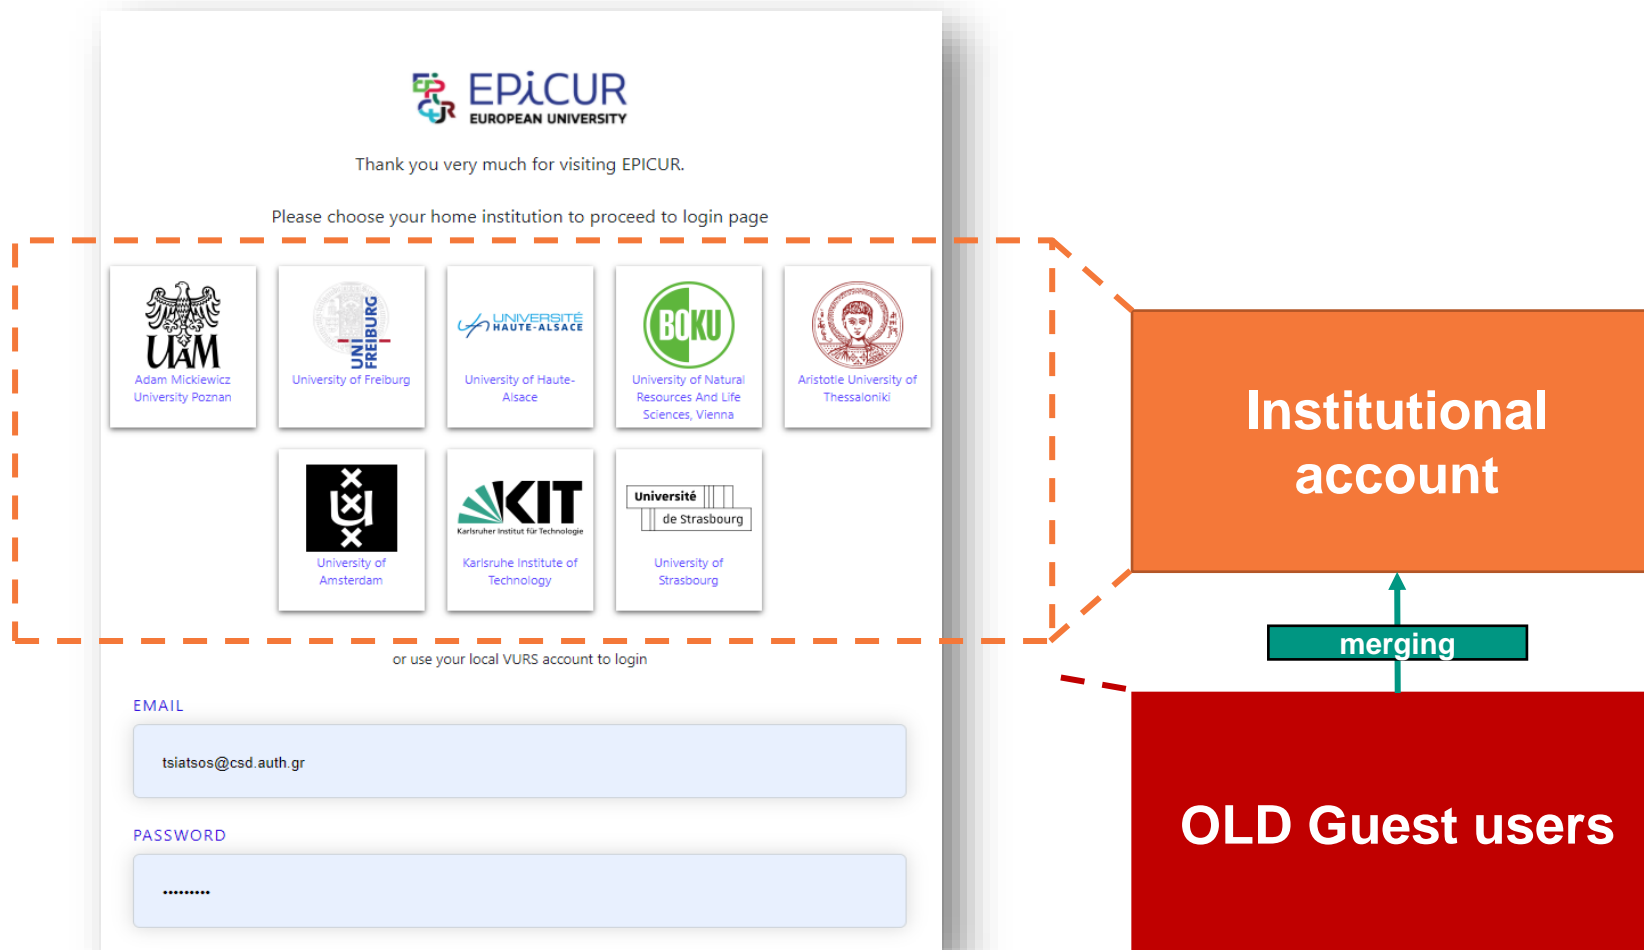 EPiCUR
EUROPEAN UNIVERSITY
Thank you very much for visiting EPICUR.
Please choose your home institution to proceed to login page
UAM
Adam Mickiewicz
University Poznan
UNI
FREIBURG
University of Freiburg
UNIVERSITÉ
HAUTE-ALSACE
University of Haute-
Alsace
BOKU
University of Natural
Resources And Life
Sciences, Vienna
Aristotle University of
Thessaloniki
University of
Amsterdam
KIT
Karlsruher Institut für Technologie
Karlsruhe Institute of
Technology
Université
de Strasbourg
University of
Strasbourg
or use your local VURS account to login
EMAIL
tsiatsos@csd.auth.gr
PASSWORD
•••••••••
Institutional
account
merging
OLD Guest users